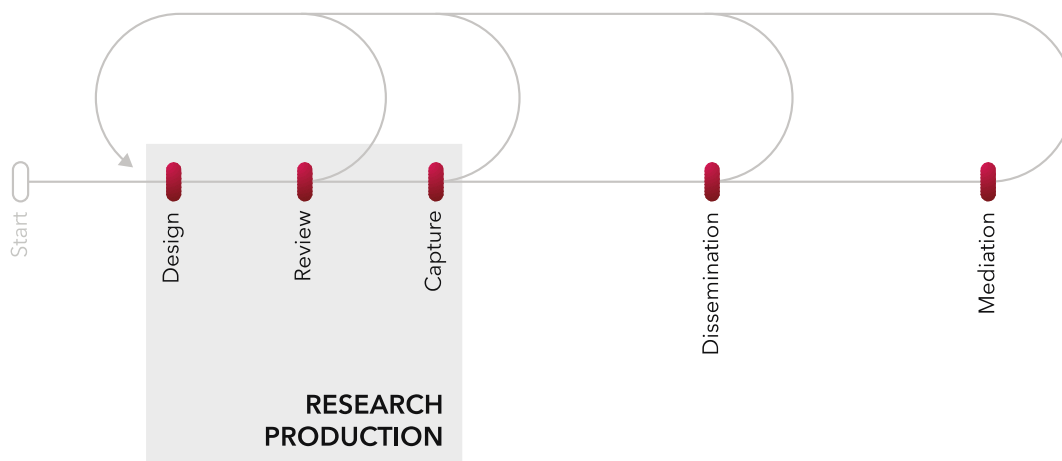 Start
Design
Review
Capture
Dissemination
Mediation
RESEARCH
PRODUCTION